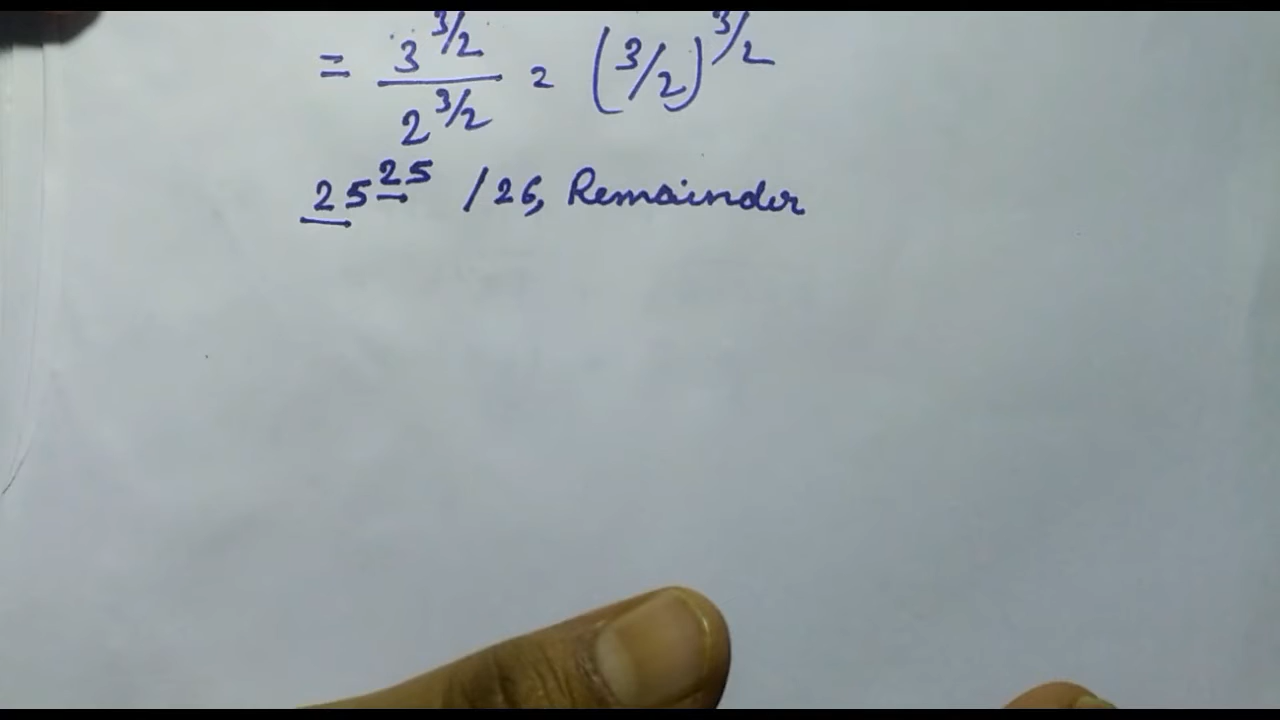 = 3^3/2 / 2^3/2 = (3/2)^3/2
25^25 /26, Remainder